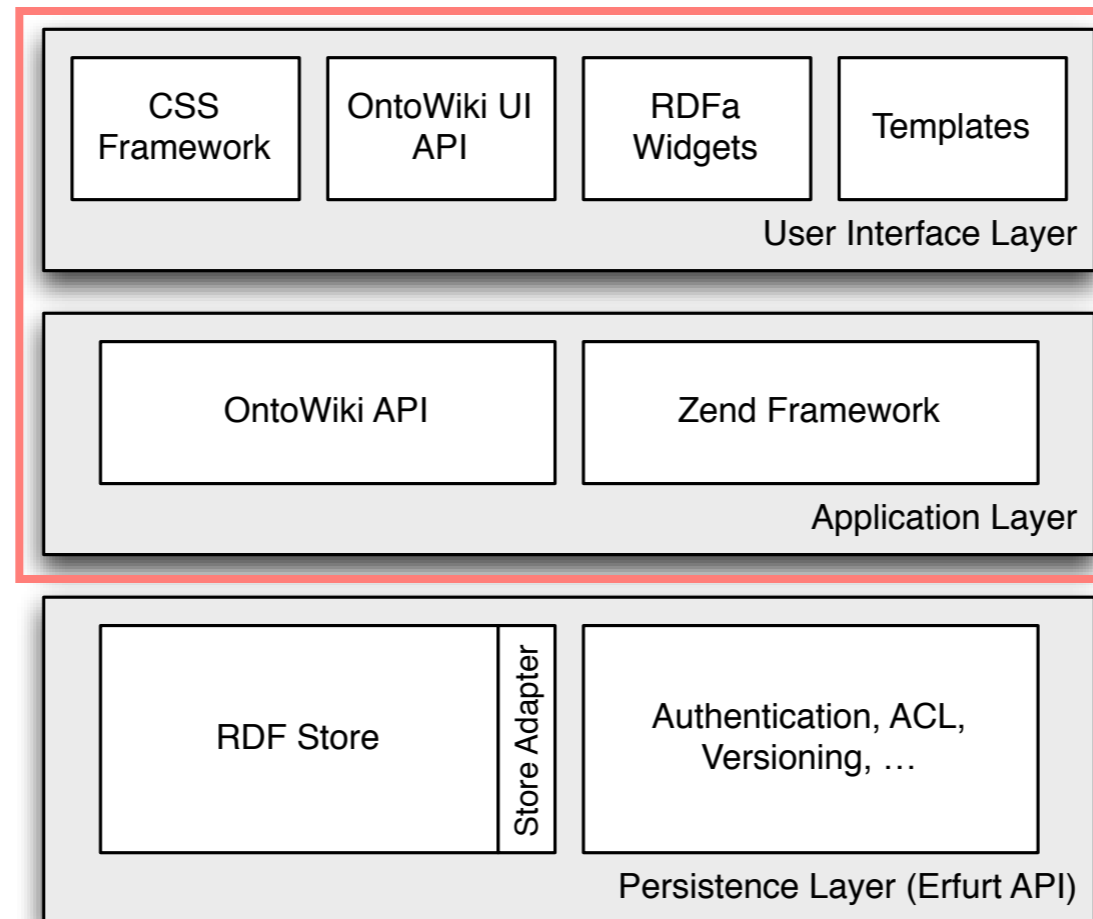 CSS
Framework
OntoWiki UI
API
RDFa
Widgets
Templates
User Interface Layer
OntoWiki API
Zend Framework
Application Layer
RDF Store
Store Adapter
Authentication, ACL,
Versioning, …
Persistence Layer (Erfurt API)